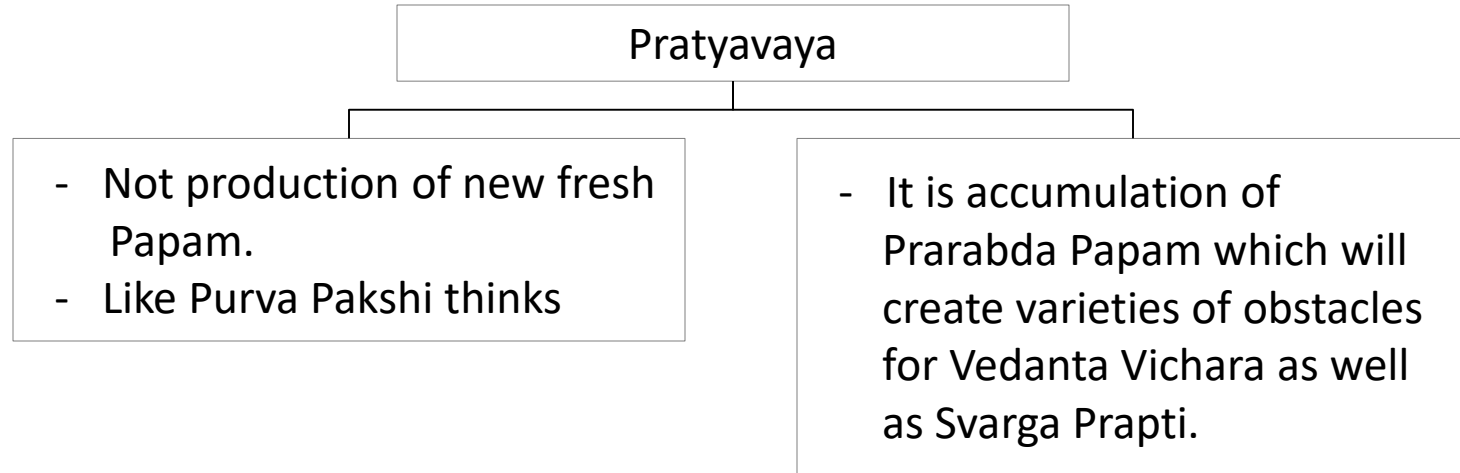 Pratyavaya
- Not production of new fresh
Papam.
- Like Purva Pakshi thinks
- It is accumulation of
Prarabda Papam which will
create varieties of obstacles
for Vedanta Vichara as well
as Svarga Prapti.